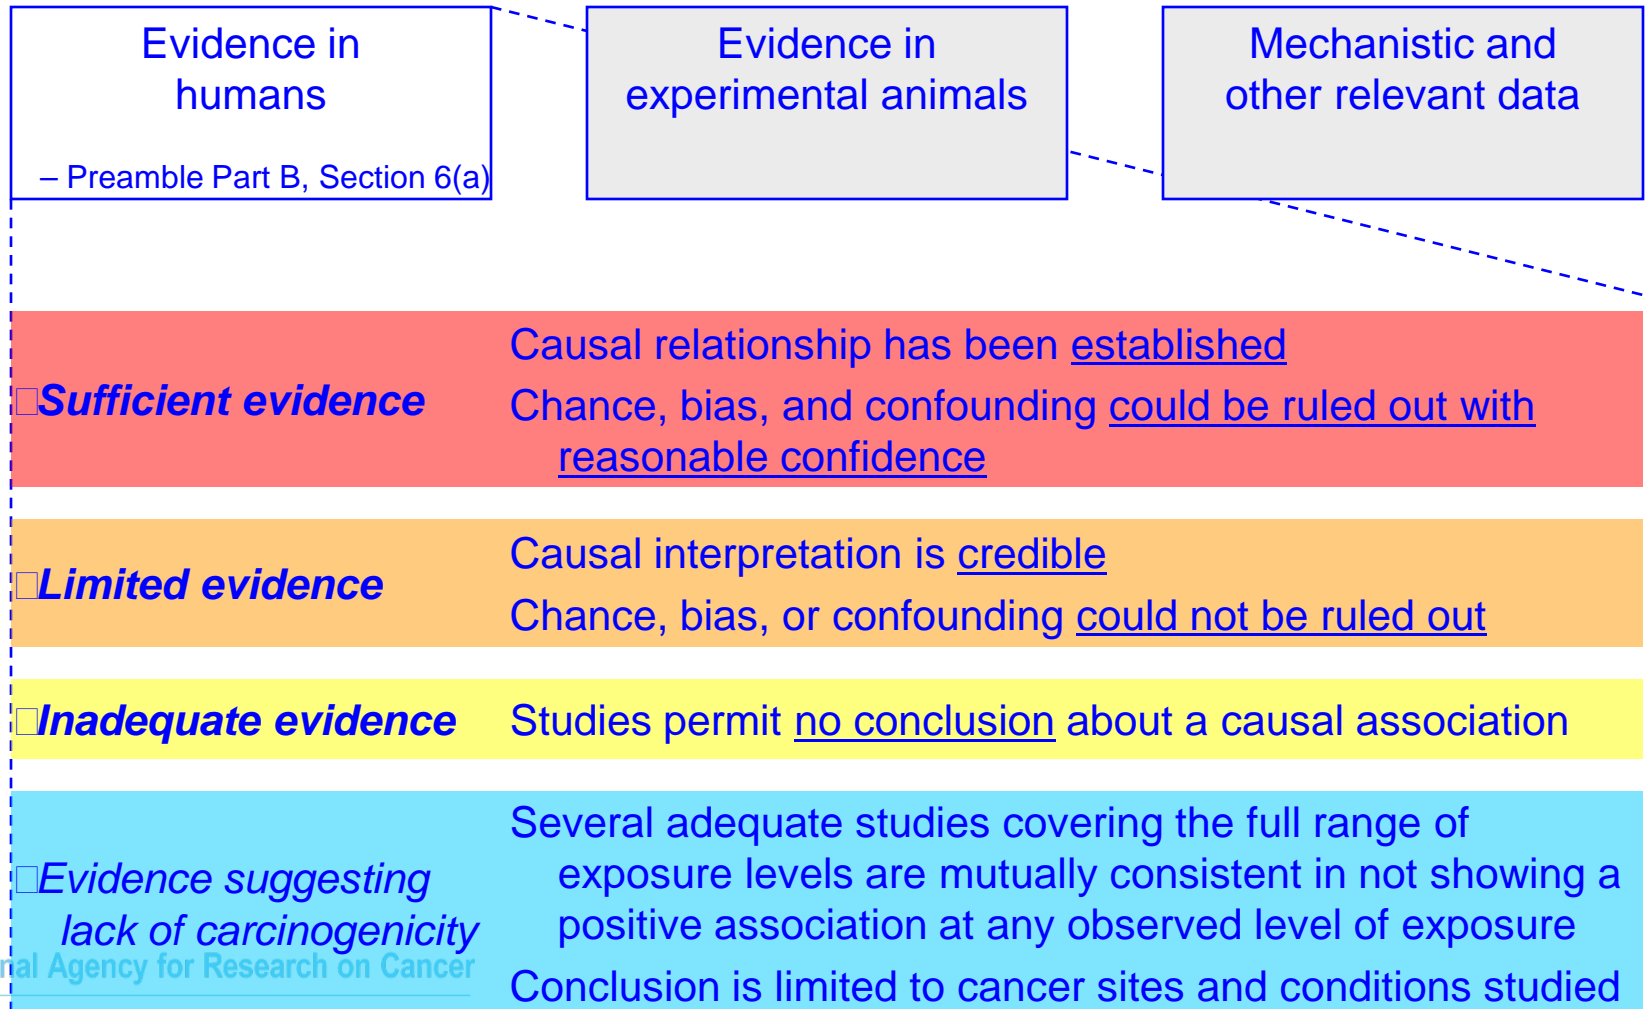 Evidence in
humans
– Preamble Part B, Section 6(a)
Evidence in
experimental animals
Mechanistic and
other relevant data
Sufficient evidence
Causal relationship has been established
Chance, bias, and confounding could be ruled out with
reasonable confidence
Limited evidence
Causal interpretation is credible
Chance, bias, or confounding could not be ruled out
Inadequate evidence
Studies permit no conclusion about a causal association
Evidence suggesting
lack of carcinogenicity
Several adequate studies covering the full range of
exposure levels are mutually consistent in not showing a
positive association at any observed level of exposure
Conclusion is limited to cancer sites and conditions studied
nal Agency for Research on Cancer